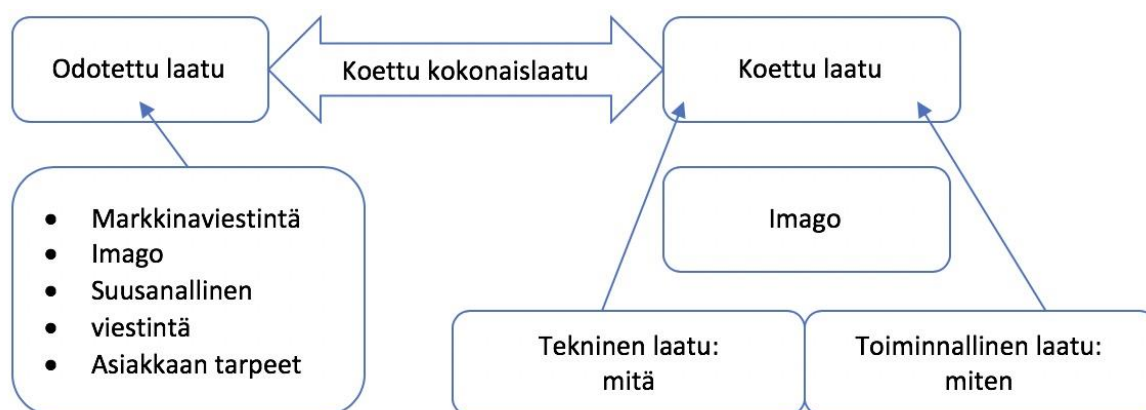 Odotettu laatu
Koettu kokonaislaatu
Koettu laatu
• Markkinaviestintä
• Imago
• Suusanallinen
• viestintä
• Asiakkaan tarpeet
Imago
Tekninen laatu:
mitä
Toiminnallinen laatu:
miten